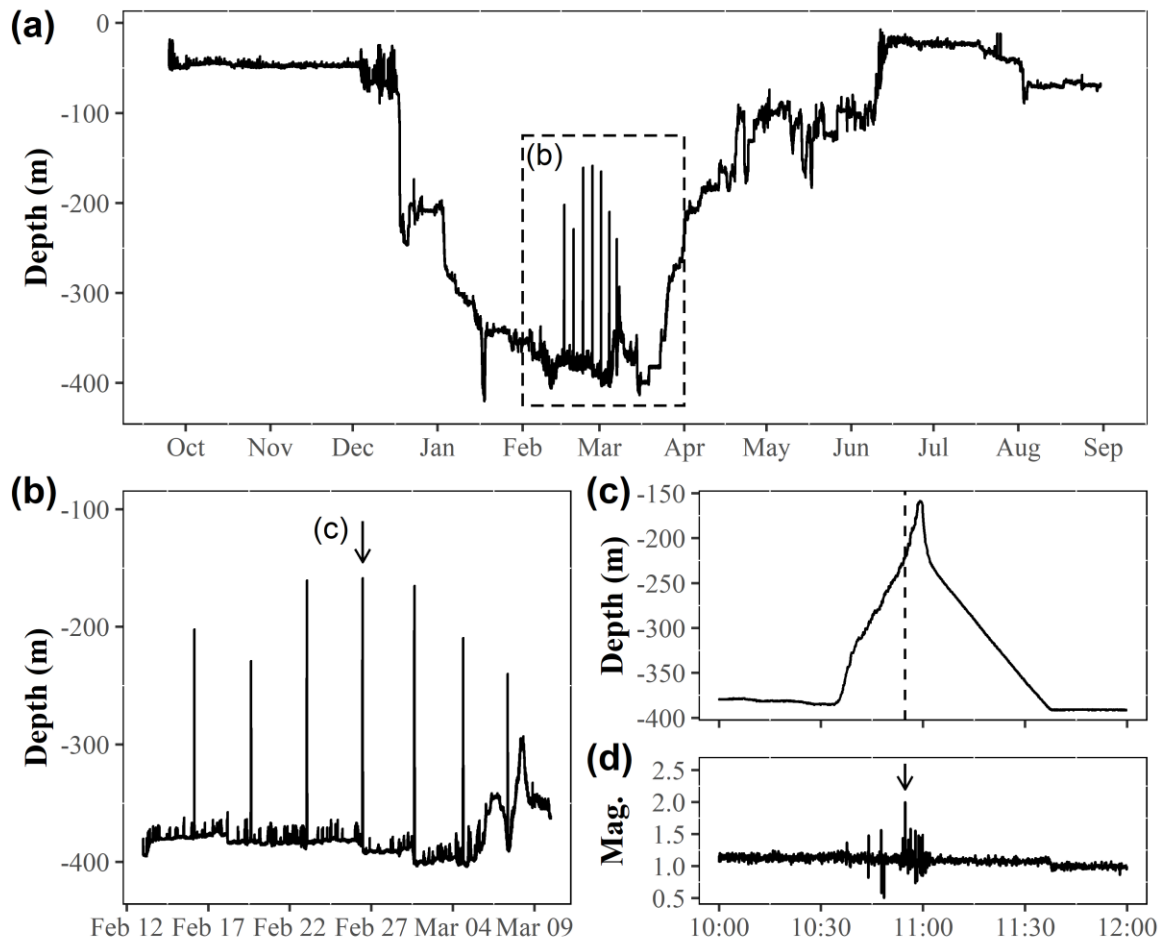 (a)
Depth (m)
0
-100
-200
-300
-400
(b)
Oct Nov Dec Jan Feb Mar Apr May Jun Jul Aug Sep
(b)
Depth (m)
-100
-200
-300
-400
(c)
Feb 12 Feb 17 Feb 22 Feb 27 Mar 04 Mar 09
(c)
Depth (m)
-150
-200
-250
-300
-350
-400
(d)
Mag.
2.5
2.0
1.5
1.0
0.5
10:00 10:30 11:00 11:30 12:00